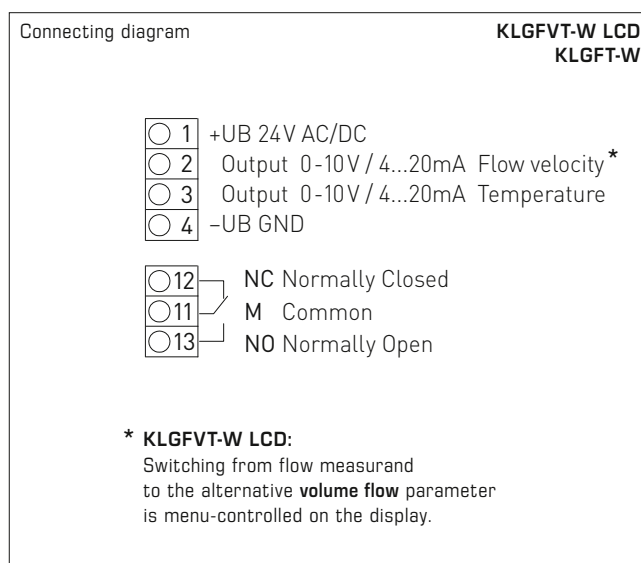 Connecting diagram KLGFVT-W LCD
KLGFT-W
1 +UB 24V AC/DC
2 Output 0-10V / 4...20mA Flow velocity*
3 Output 0-10V / 4...20mA Temperature
4 –UB GND
12 NC Normally Closed
11 M Common
13 NO Normally Open
* KLGFVT-W LCD:
Switching from flow measurand
to the alternative volume flow parameter
is menu-controlled on the display.